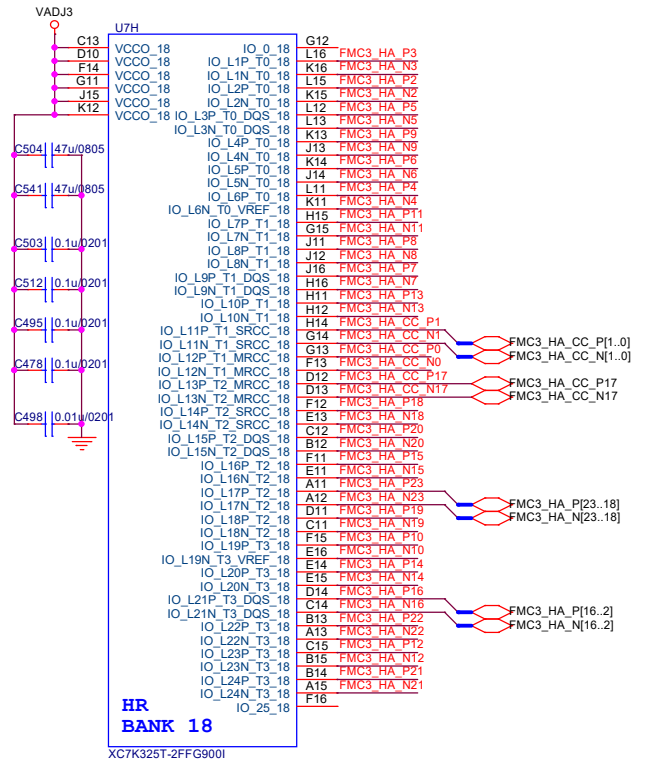 VADJ3
U7H
C13 VCCO_18 IO_0_18 G12
D10 VCCO_18 IO_L1P_T0_18 L16 FMC3_HA_P3
F14 VCCO_18 IO_L1N_T0_18 K16 FMC3_HA_N3
G11 VCCO_18 IO_L2P_T0_18 L15 FMC3_HA_P2
J15 VCCO_18 IO_L2N_T0_18 K15 FMC3_HA_N2
K12 VCCO_18 IO_L3P_T0_DQS_18 L12 FMC3_HA_P5
IO_L3N_T0_DQS_18 L13 FMC3_HA_N5
IO_L4P_T0_18 K13 FMC3_HA_P9
C504 47u/0805 IO_L4N_T0_18 J13 FMC3_HA_N9
IO_L5P_T0_18 K14 FMC3_HA_P6
IO_L5N_T0_18 J14 FMC3_HA_N6
C541 47u/0805 IO_L6P_T0_18 L11 FMC3_HA_P4
IO_L6N_T0_VREF_18 K11 FMC3_HA_N4
IO_L7P_T1_18 H15 FMC3_HA_P11
IO_L7N_T1_18 G15 FMC3_HA_N11
C503 0.1u/0201 IO_L8P_T1_18 J11 FMC3_HA_P8
IO_L8N_T1_18 J12 FMC3_HA_N8
IO_L9P_T1_DQS_18 J16 FMC3_HA_P7
C512 0.1u/0201 IO_L9N_T1_DQS_18 H16 FMC3_HA_N7
IO_L10P_T1_18 H11 FMC3_HA_P13
IO_L10N_T1_18 H12 FMC3_HA_N13
C495 0.1u/0201 IO_L11P_T1_SRCC_18 H14 FMC3_HA_CC_P1
IO_L11N_T1_SRCC_18 G14 FMC3_HA_CC_N1 FMC3_HA_CC_P[1..0]
IO_L12P_T1_MRCC_18 G13 FMC3_HA_CC_P0 FMC3_HA_CC_N[1..0]
C478 0.1u/0201 IO_L12N_T1_MRCC_18 F13 FMC3_HA_CC_N0
IO_L13P_T2_MRCC_18 D12 FMC3_HA_CC_P17 FMC3_HA_CC_P17
IO_L13N_T2_MRCC_18 D13 FMC3_HA_CC_N17 FMC3_HA_CC_N17
IO_L14P_T2_SRCC_18 F12 FMC3_HA_P18
C498 0.01u/0201 IO_L14N_T2_SRCC_18 E13 FMC3_HA_N18
IO_L15P_T2_DQS_18 C12 FMC3_HA_P20
IO_L15N_T2_DQS_18 B12 FMC3_HA_N20
IO_L16P_T2_18 F11 FMC3_HA_P15
IO_L16N_T2_18 E11 FMC3_HA_N15
IO_L17P_T2_18 A11 FMC3_HA_P23
IO_L17N_T2_18 A12 FMC3_HA_N23 FMC3_HA_P[23..18]
IO_L18P_T2_18 D11 FMC3_HA_P19 FMC3_HA_N[23..18]
IO_L18N_T2_18 C11 FMC3_HA_N19
IO_L19P_T3_18 F15 FMC3_HA_P10
IO_L19N_T3_VREF_18 E16 FMC3_HA_N10
IO_L20P_T3_18 E14 FMC3_HA_P14
IO_L20N_T3_18 E15 FMC3_HA_N14
IO_L21P_T3_DQS_18 D14 FMC3_HA_P16
IO_L21N_T3_DQS_18 C14 FMC3_HA_N16 FMC3_HA_P[16..2]
IO_L22P_T3_18 B13 FMC3_HA_P22 FMC3_HA_N[16..2]
IO_L22N_T3_18 A13 FMC3_HA_N22
IO_L23P_T3_18 C15 FMC3_HA_P12
IO_L23N_T3_18 B15 FMC3_HA_N12
IO_L24P_T3_18 B14 FMC3_HA_P21
IO_L24N_T3_18 A15 FMC3_HA_N21
IO_25_18 F16
HR
BANK 18
XC7K325T-2FFG900I